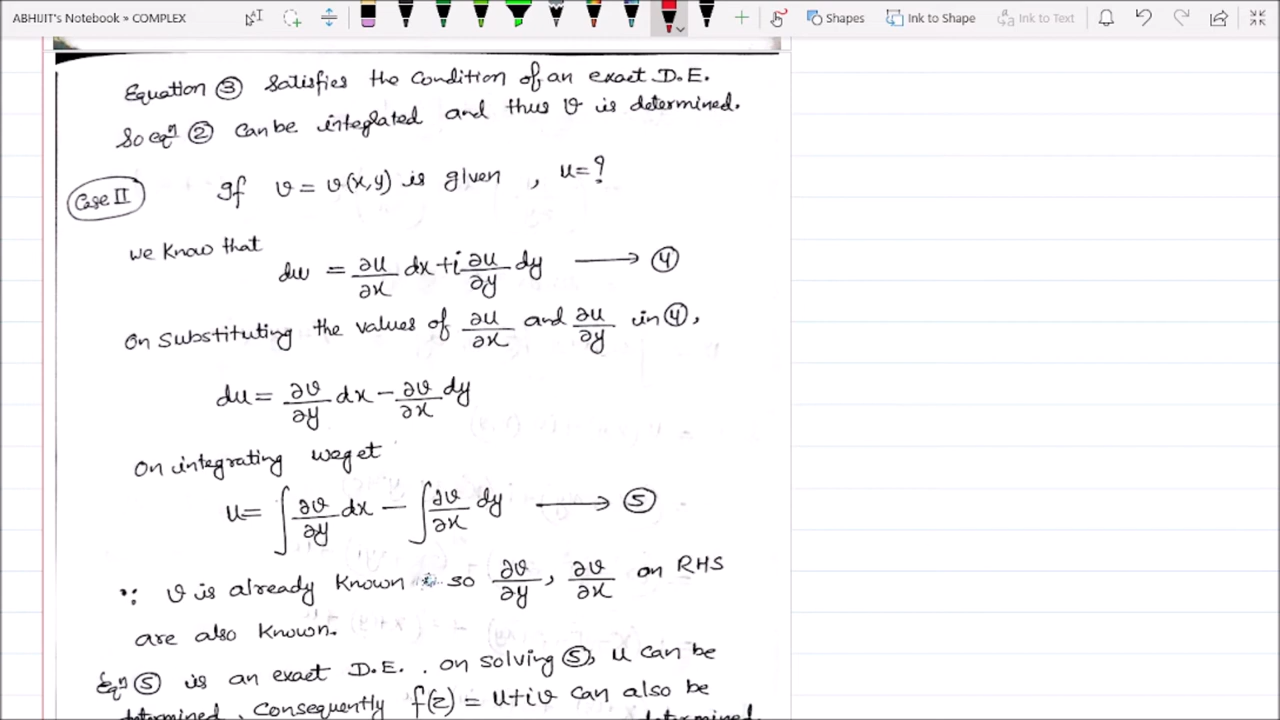 ABHIJIT's Notebook » COMPLEX
Shapes
Ink to Shape
Ink to Text
Equation ③ Satisfies the Condition of an exact D.E.
So eqⁿ ② Can be integlated and thus v is determined.
Case II If v = v(x,y) is given , u=?
we know that
dw = ∂u/∂x dx + i ∂u/∂y dy ⟶ ④
On substituting the values of ∂u/∂x and ∂u/∂y in ④,
du = ∂v/∂y dx − ∂v/∂x dy
On integrating we get
u = ∫ ∂v/∂y dx − ∫ ∂v/∂x dy ⟶ ⑤
∵ v is already known so ∂v/∂y, ∂v/∂x on RHS
are also known.
Eqⁿ ⑤ is an exact D.E. . on solving ⑤, u can be
determined, Consequently f(z) = u+iv can also be
determined.